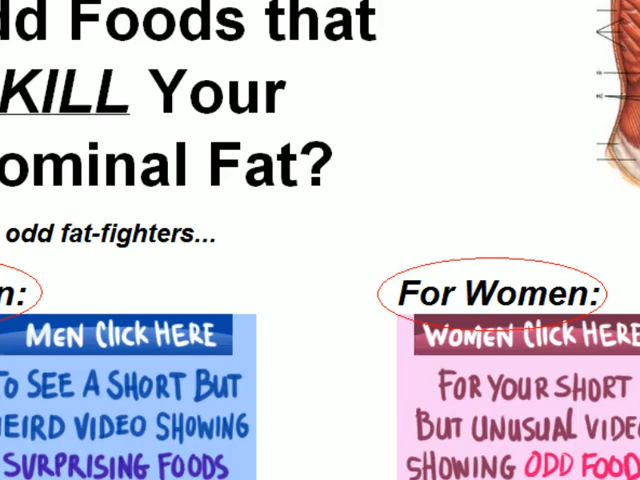 dd Foods that
KILL Your
ominal Fat?
odd fat-fighters...
n:
For Women:
MEN Click HERE
WOMEN Click HERE
TO SEE A SHORT BUT
EIRD VIDEO SHOWING
SURPRISING FOODS
FOR YOUR SHORT
BUT UNUSUAL VIDE
SHOWING ODD FOOD